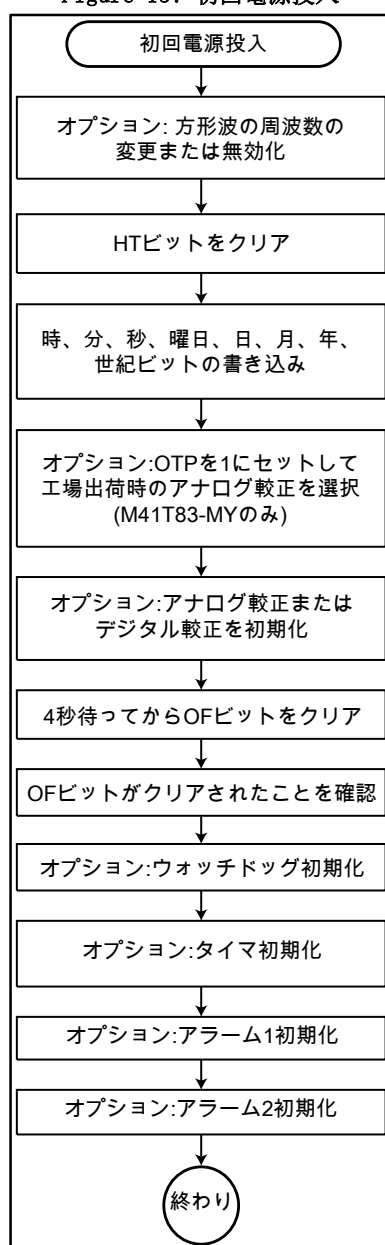 Figure 10. 初回電源投入
初回電源投入
オプション: 方形波の周波数の
変更または無効化
HTビットをクリア
時、分、秒、曜日、日、月、年、
世紀ビットの書き込み
オプション:OTPを1にセットして
工場出荷時のアナログ較正を選択
(M41T83-MYのみ)
オプション:アナログ較正または
デジタル較正を初期化
4秒待ってからOFビットをクリア
OFビットがクリアされたことを確認
オプション:ウォッチドッグ初期化
オプション:タイマ初期化
オプション:アラーム1初期化
オプション:アラーム2初期化
終わり